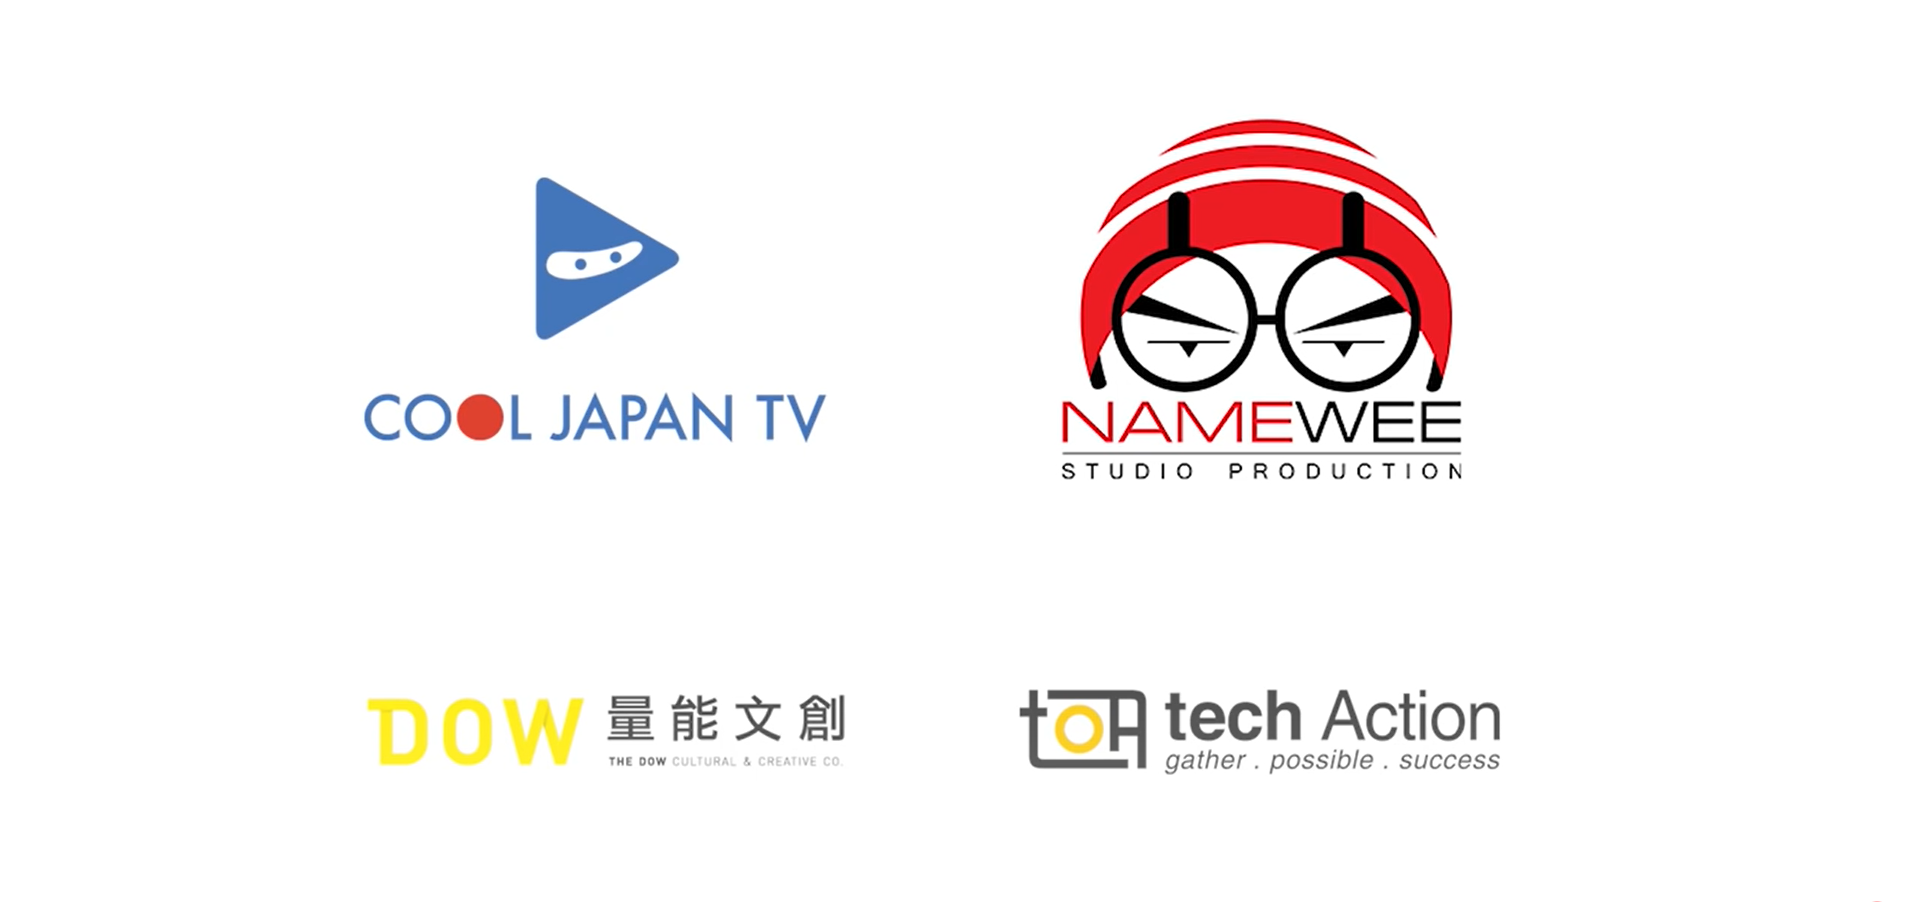 COOL JAPAN TV
NAMEWEE
STUDIO PRODUCTION
DOW 量能文創
THE DOW CULTURAL & CREATIVE CO.
toA tech Action
gather . possible . success